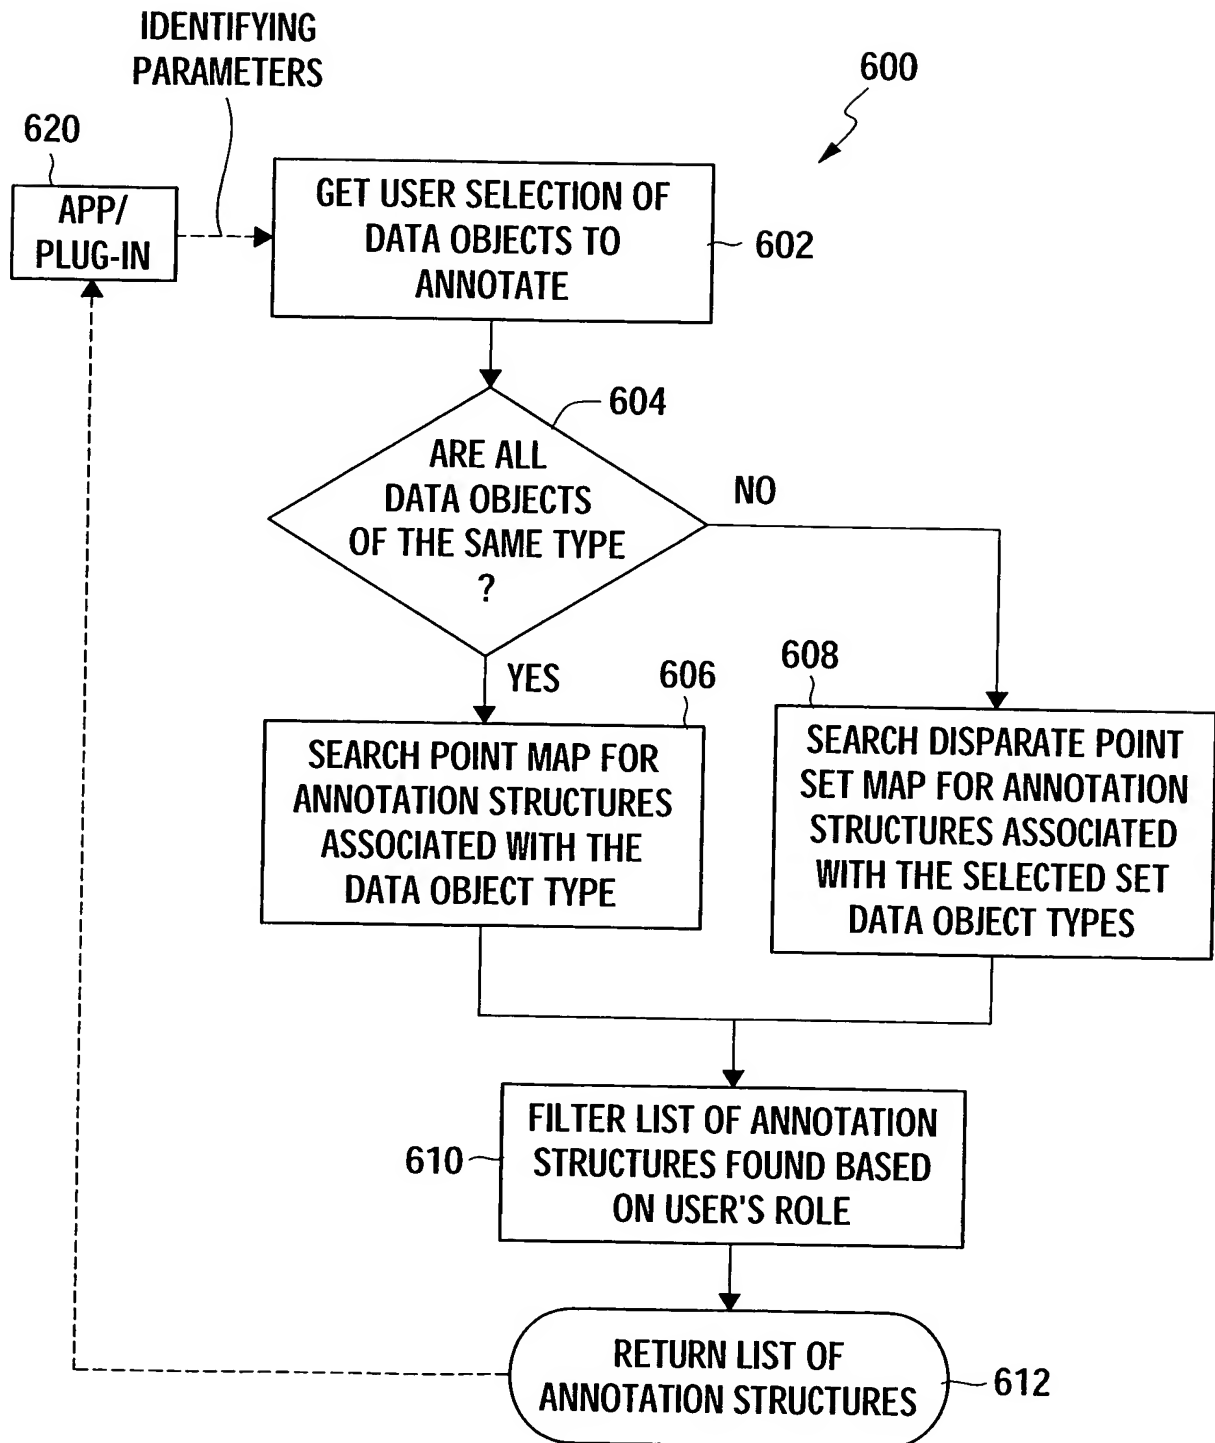 IDENTIFYING
PARAMETERS
600
620
APP/
PLUG-IN
GET USER SELECTION OF
DATA OBJECTS TO
ANNOTATE
602
604
ARE ALL
DATA OBJECTS
OF THE SAME TYPE
?
NO
YES
606
608
SEARCH POINT MAP FOR
ANNOTATION STRUCTURES
ASSOCIATED WITH THE
DATA OBJECT TYPE
SEARCH DISPARATE POINT
SET MAP FOR ANNOTATION
STRUCTURES ASSOCIATED
WITH THE SELECTED SET
DATA OBJECT TYPES
FILTER LIST OF ANNOTATION
STRUCTURES FOUND BASED
ON USER'S ROLE
610
RETURN LIST OF
ANNOTATION STRUCTURES
612